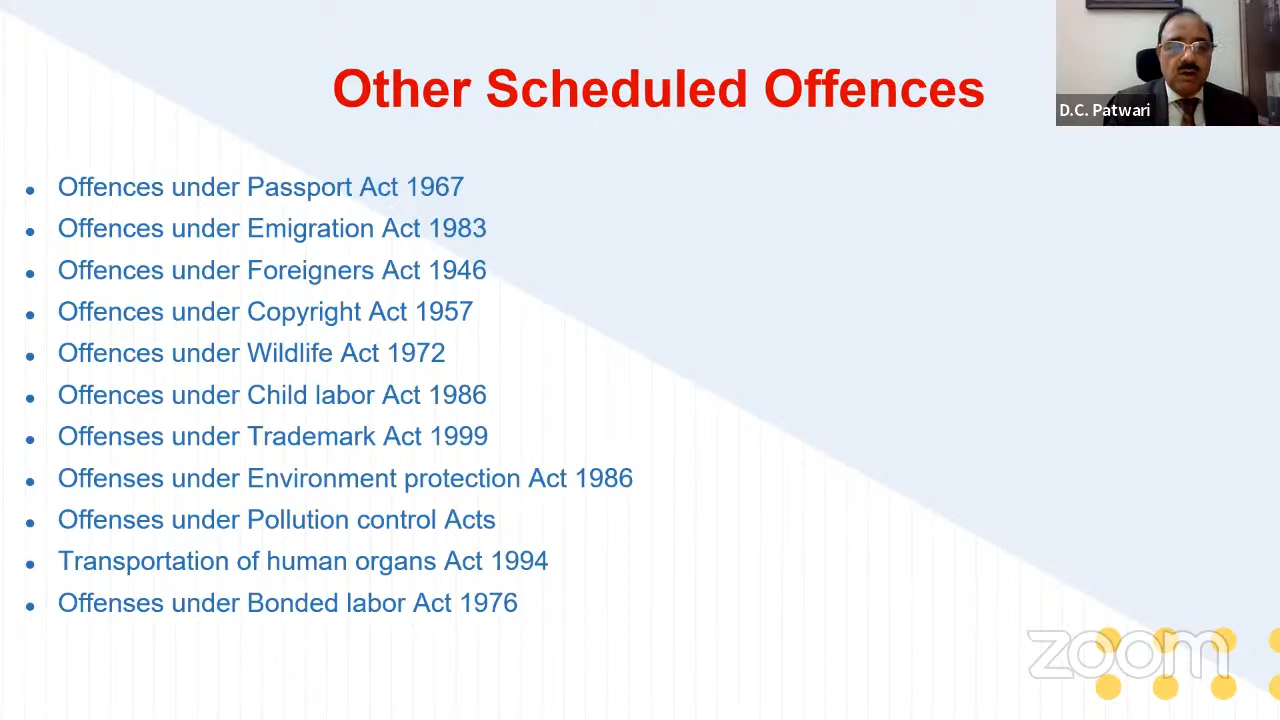 Other Scheduled Offences
D.C. Patwari
• Offences under Passport Act 1967
• Offences under Emigration Act 1983
• Offences under Foreigners Act 1946
• Offences under Copyright Act 1957
• Offences under Wildlife Act 1972
• Offences under Child labor Act 1986
• Offenses under Trademark Act 1999
• Offenses under Environment protection Act 1986
• Offenses under Pollution control Acts
• Transportation of human organs Act 1994
• Offenses under Bonded labor Act 1976
zoom